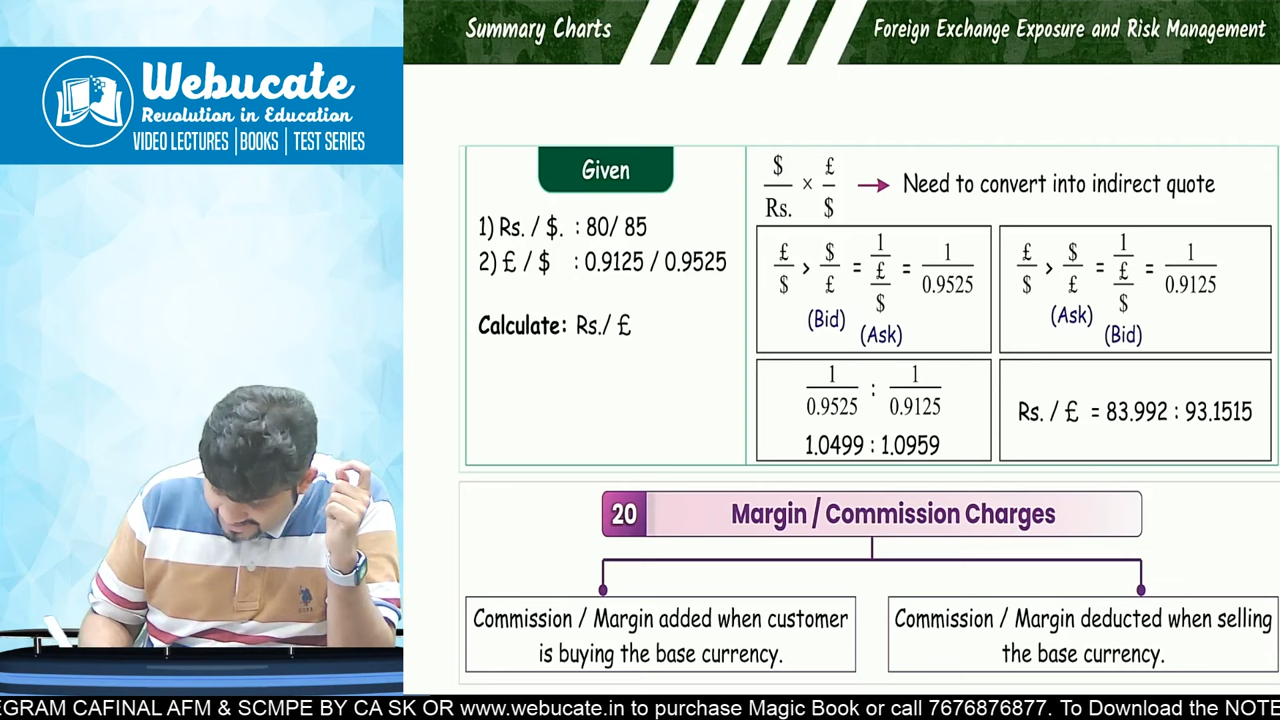 Summary Charts
Foreign Exchange Exposure and Risk Management
Webucate
Revolution in Education
VIDEO LECTURES | BOOKS | TEST SERIES
Given
1) Rs. / $. : 80/ 85
2) £ / $ : 0.9125 / 0.9525
Calculate: Rs./ £
$/Rs. × £/$ → Need to convert into indirect quote
£/$ > $/£ = 1/(£/$) = 1/0.9525
(Bid)
(Ask)
£/$ > $/£ = 1/(£/$) = 1/0.9125
(Ask)
(Bid)
1/0.9525 : 1/0.9125
1.0499 : 1.0959
Rs. / £ = 83.992 : 93.1515
20 Margin / Commission Charges
Commission / Margin added when customer
is buying the base currency.
Commission / Margin deducted when selling
the base currency.
EGRAM CAFINAL AFM & SCMPE BY CA SK OR www.webucate.in to purchase Magic Book or call 7676876877. To Download the NOTE